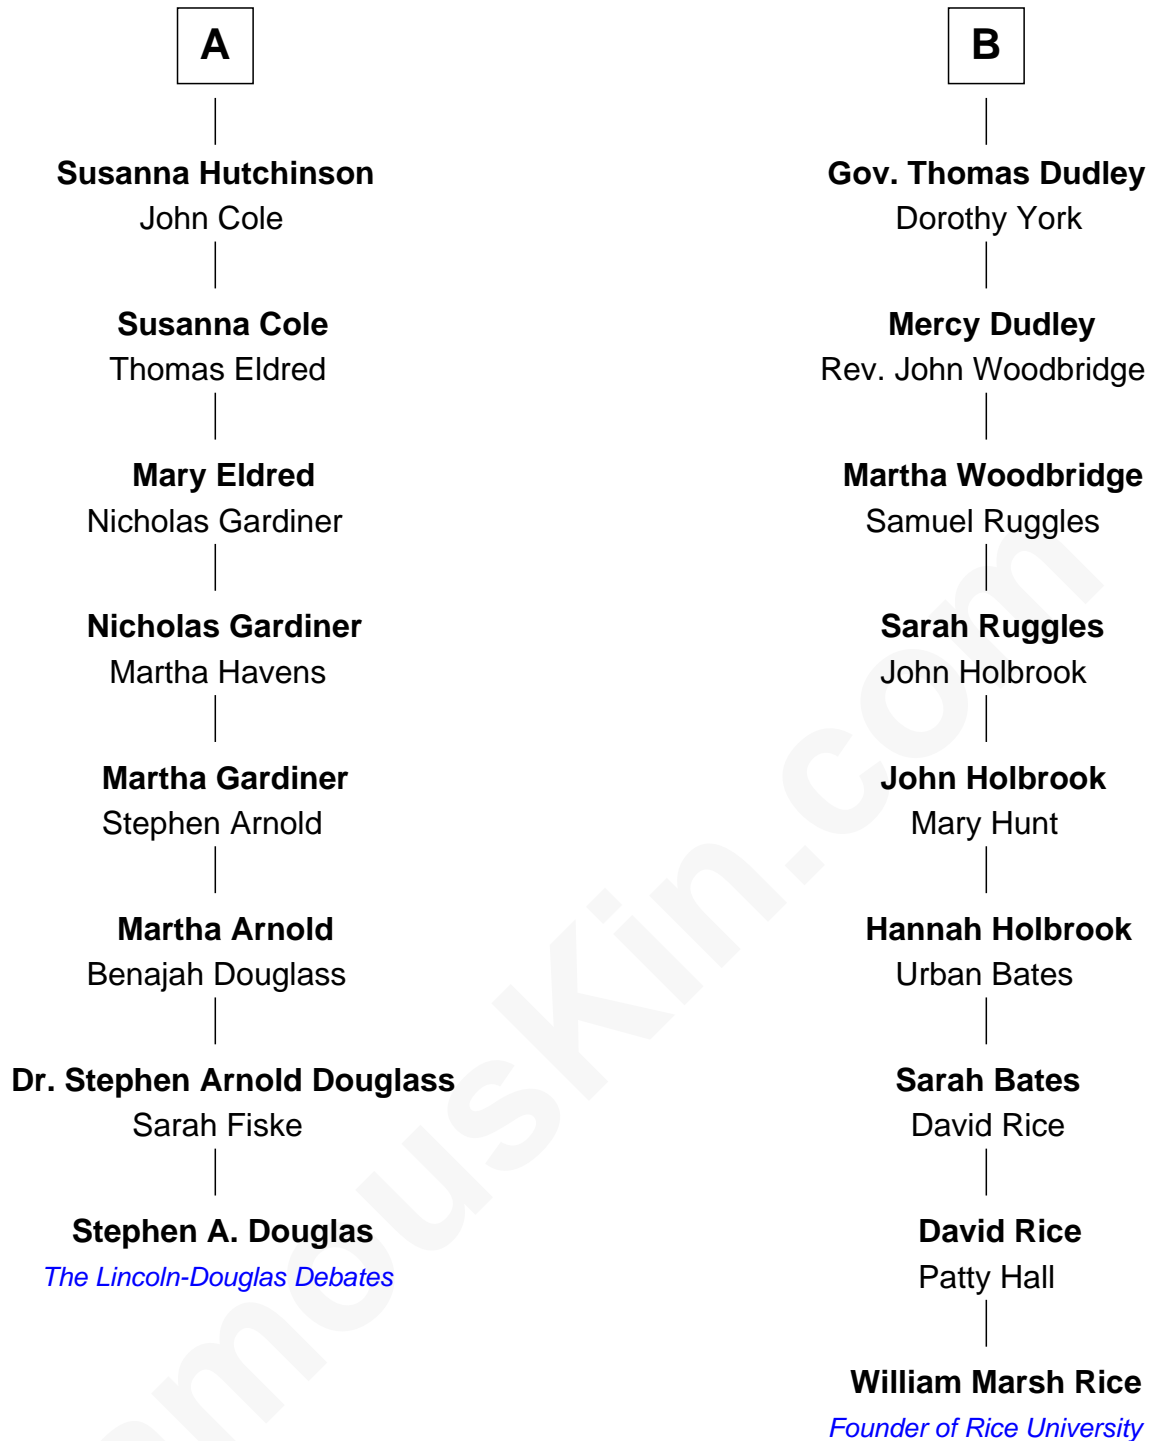 A
Susanna Hutchinson
John Cole
Susanna Cole
Thomas Eldred
Mary Eldred
Nicholas Gardiner
Nicholas Gardiner
Martha Havens
Martha Gardiner
Stephen Arnold
Martha Arnold
Benajah Douglass
Dr. Stephen Arnold Douglass
Sarah Fiske
Stephen A. Douglas
The Lincoln-Douglas Debates
B
Gov. Thomas Dudley
Dorothy York
Mercy Dudley
Rev. John Woodbridge
Martha Woodbridge
Samuel Ruggles
Sarah Ruggles
John Holbrook
John Holbrook
Mary Hunt
Hannah Holbrook
Urban Bates
Sarah Bates
David Rice
David Rice
Patty Hall
William Marsh Rice
Founder of Rice University
amousKin.com